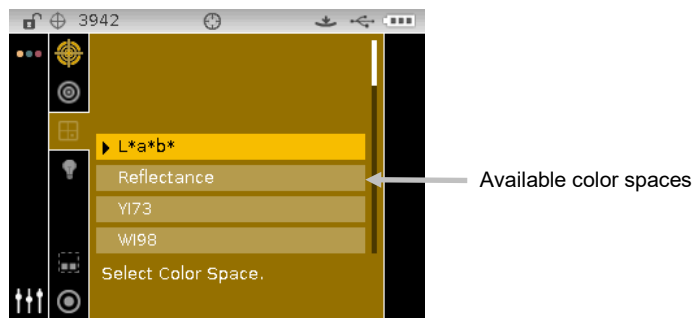 3942
L*a*b*
Reflectance
Available color spaces
YI73
WI98
Select Color Space.